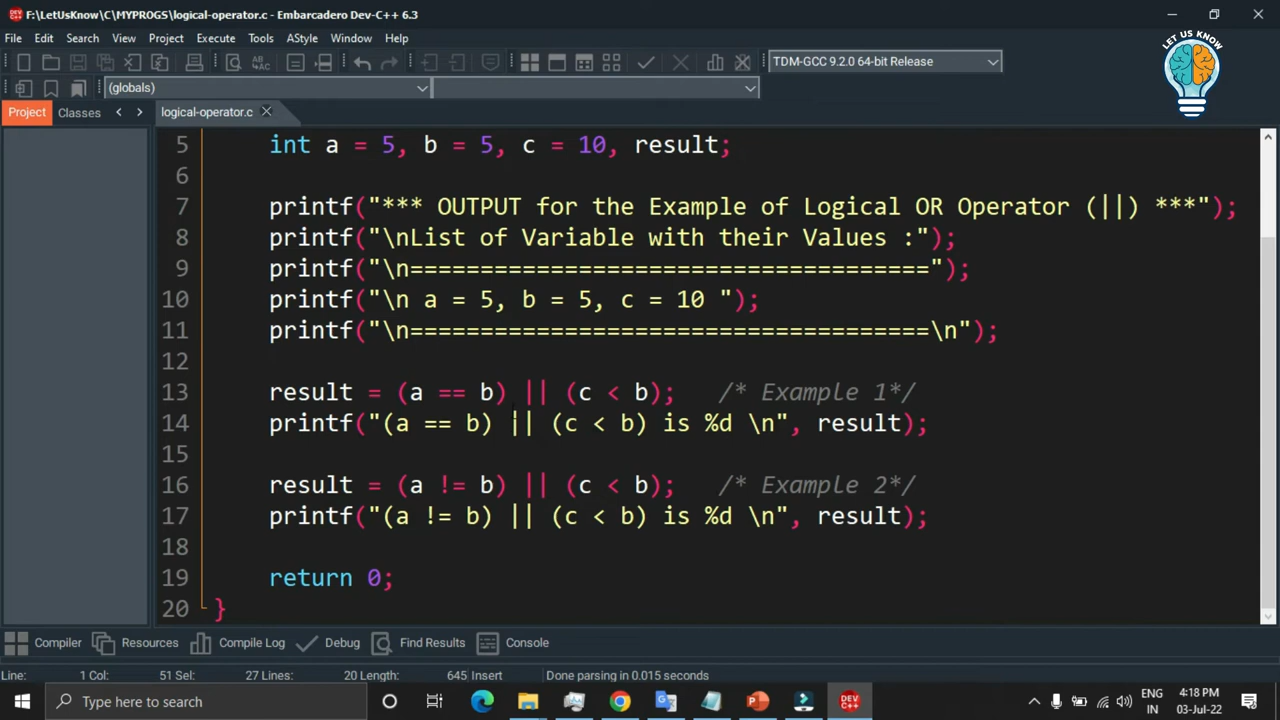 F:\LetUsKnow\C\MYPROGS\logical-operator.c - Embarcadero Dev-C++ 6.3
LET US KNOW
File Edit Search View Project Execute Tools AStyle Window Help
TDM-GCC 9.2.0 64-bit Release
(globals)
Project Classes logical-operator.c
5 int a = 5, b = 5, c = 10, result;
6
7 printf("*** OUTPUT for the Example of Logical OR Operator (||) ***");
8 printf("\nList of Variable with their Values :");
9 printf("\n=====================================");
10 printf("\n a = 5, b = 5, c = 10 ");
11 printf("\n=====================================\n");
12
13 result = (a == b) || (c < b); /* Example 1*/
14 printf("(a == b) || (c < b) is %d \n", result);
15
16 result = (a != b) || (c < b); /* Example 2*/
17 printf("(a != b) || (c < b) is %d \n", result);
18
19 return 0;
20 }
Compiler Resources Compile Log Debug Find Results Console
Line: 1 Col: 51 Sel: 27 Lines: 20 Length: 645 Insert Done parsing in 0.015 seconds
Type here to search
DEV C++
ENG
IN
4:18 PM
03-Jul-22